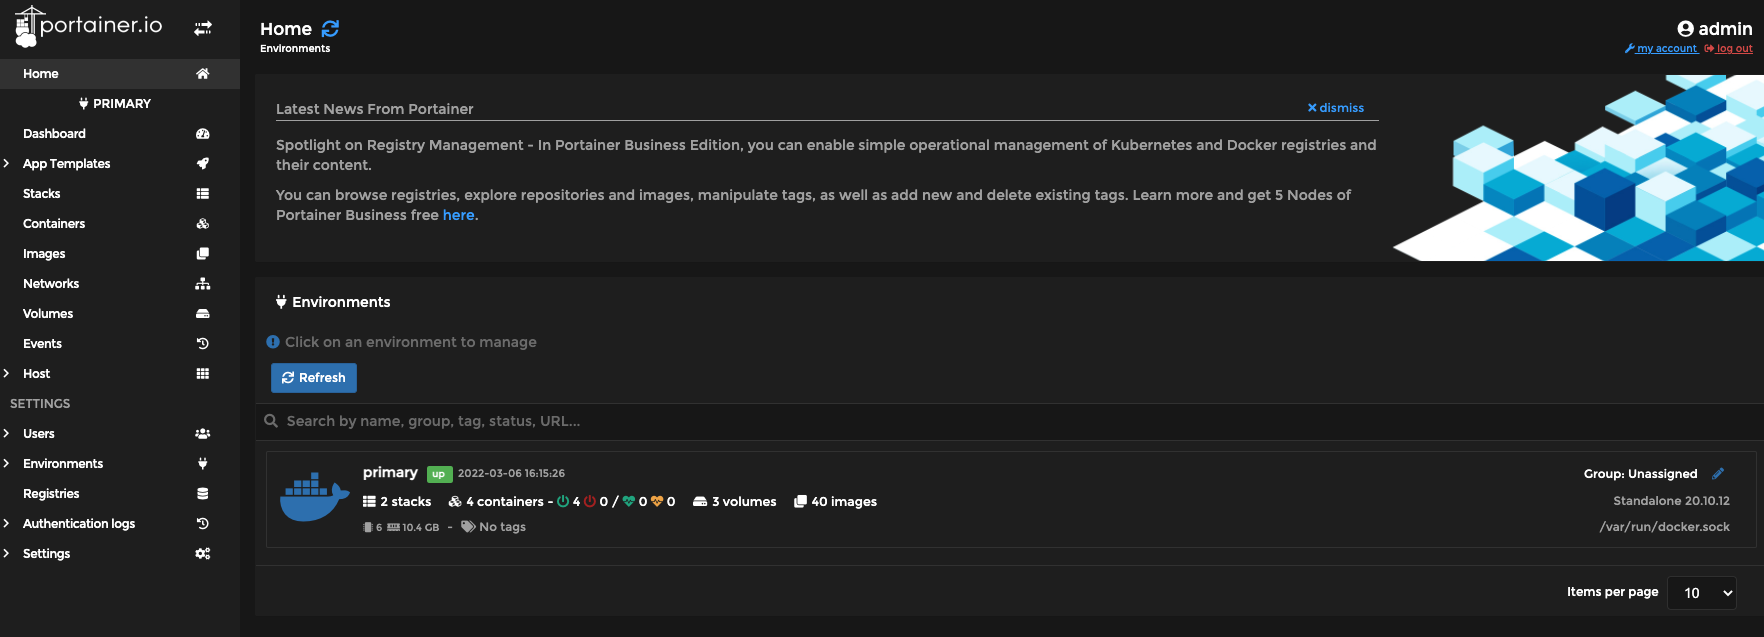 portainer.io
Home
PRIMARY
Dashboard
App Templates
Stacks
Containers
Images
Networks
Volumes
Events
Host
SETTINGS
Users
Environments
Registries
Authentication logs
Settings
Home
Environments
admin
my account log out
Latest News From Portainer
dismiss
Spotlight on Registry Management - In Portainer Business Edition, you can enable simple operational management of Kubernetes and Docker registries and
their content.
You can browse registries, explore repositories and images, manipulate tags, as well as add new and delete existing tags. Learn more and get 5 Nodes of
Portainer Business free here.
Environments
Click on an environment to manage
Refresh
Search by name, group, tag, status, URL...
primary up 2022-03-06 16:15:26
Group: Unassigned
2 stacks 4 containers - 4 0 / 0 0 3 volumes 40 images
Standalone 20.10.12
6 10.4 GB - No tags
/var/run/docker.sock
Items per page 10